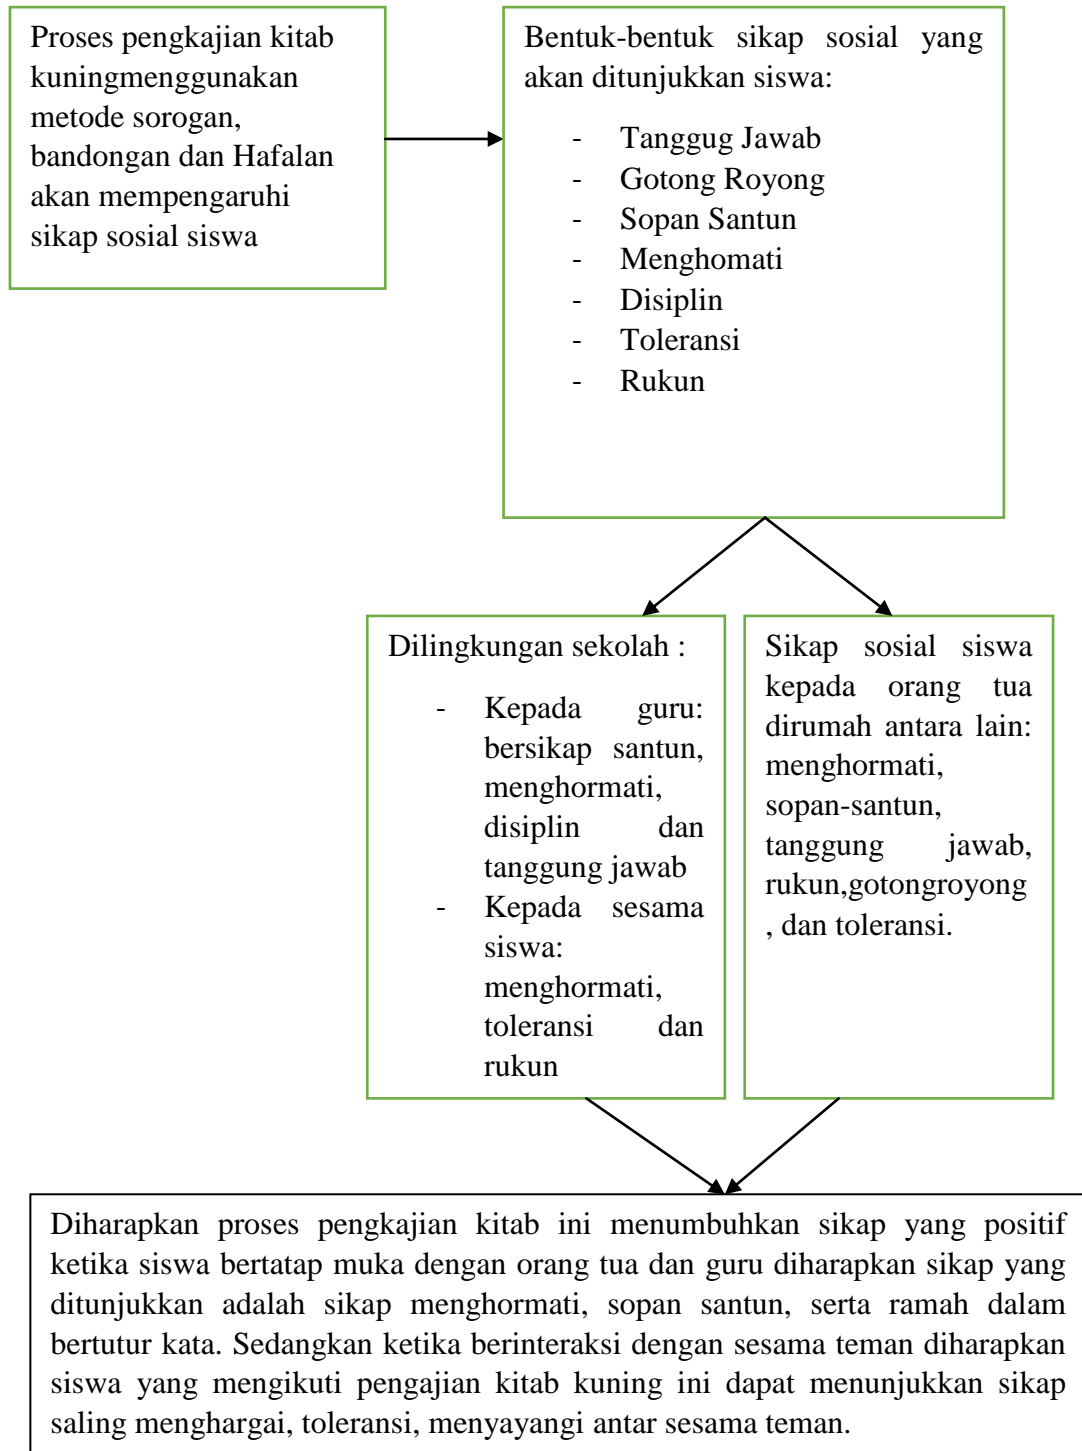 Proses pengkajian kitab
kuningmenggunakan
metode sorogan,
bandongan dan Hafalan
akan mempengaruhi
sikap sosial siswa
Bentuk-bentuk sikap sosial yang
akan ditunjukkan siswa:
- Tanggug Jawab
- Gotong Royong
- Sopan Santun
- Menghomati
- Disiplin
- Toleransi
- Rukun
Dilingkungan sekolah :
- Kepada guru:
bersikap santun,
menghormati,
disiplin dan
tanggung jawab
- Kepada sesama
siswa:
menghormati,
toleransi dan
rukun
Sikap sosial siswa
kepada orang tua
dirumah antara lain:
menghormati,
sopan-santun,
tanggung jawab,
rukun,gotongroyong
, dan toleransi.
Diharapkan proses pengkajian kitab ini menumbuhkan sikap yang positif
ketika siswa bertatap muka dengan orang tua dan guru diharapkan sikap yang
ditunjukkan adalah sikap menghormati, sopan santun, serta ramah dalam
bertutur kata. Sedangkan ketika berinteraksi dengan sesama teman diharapkan
siswa yang mengikuti pengajian kitab kuning ini dapat menunjukkan sikap
saling menghargai, toleransi, menyayangi antar sesama teman.